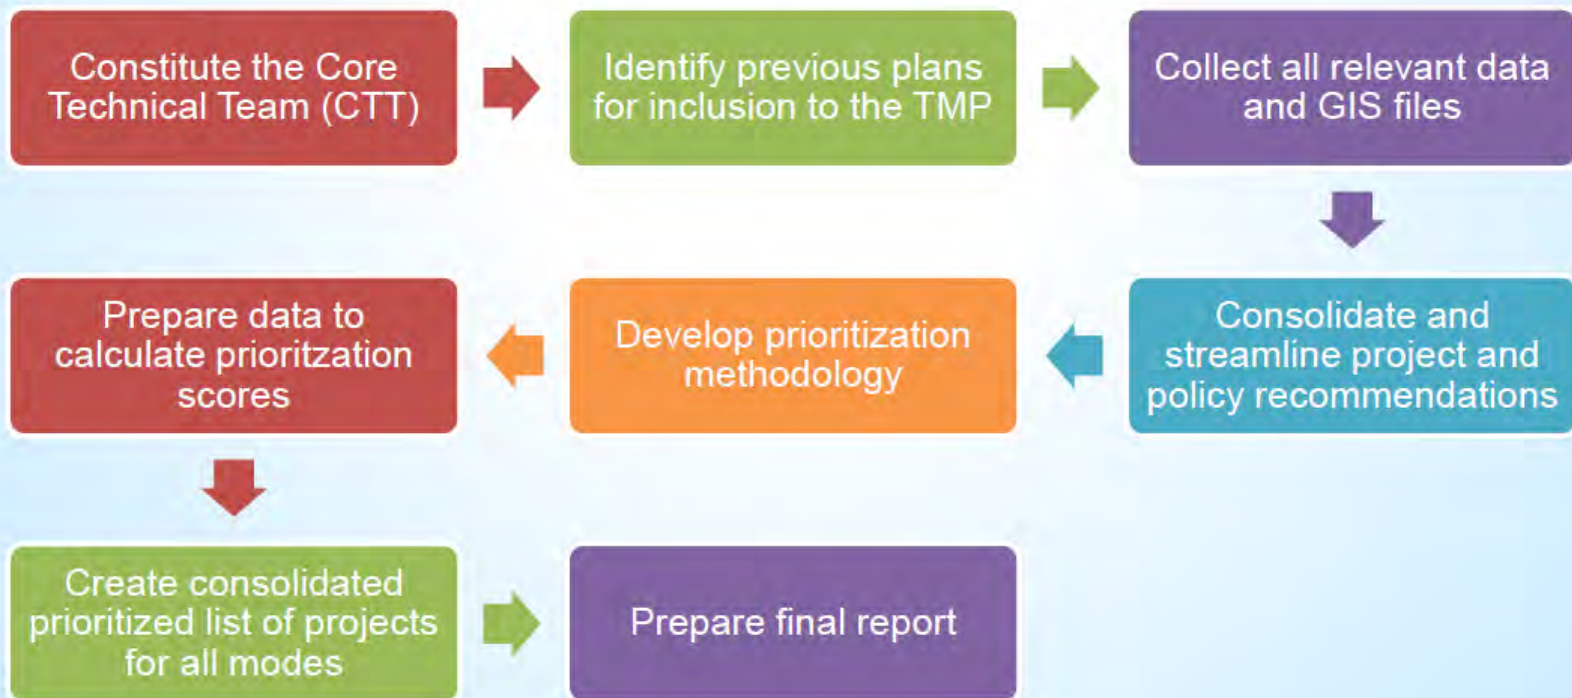 Constitute the Core
Technical Team (CTT)
Identify previous plans
for inclusion to the TMP
Collect all relevant data
and GIS files
Consolidate and
streamline project and
policy recommendations
Develop prioritization
methodology
Prepare data to
calculate prioritzation
scores
Create consolidated
prioritized list of projects
for all modes
Prepare final report